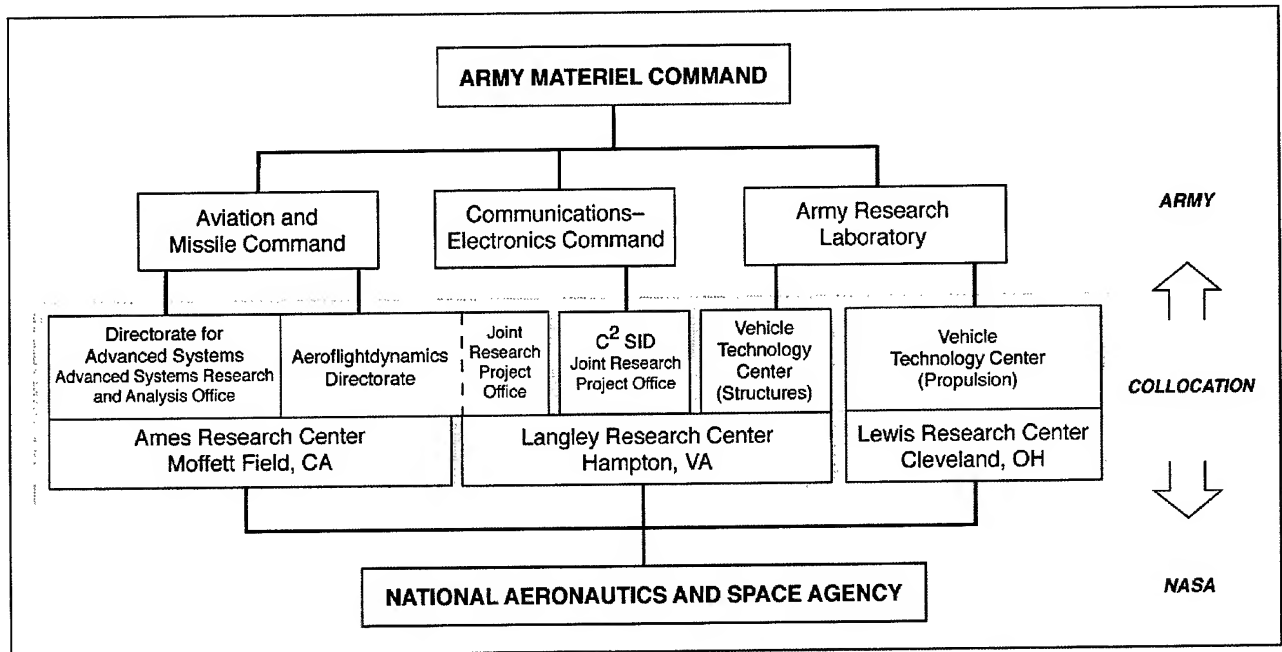 ARMY MATERIEL COMMAND
Aviation and
Missile Command
Communications–
Electronics Command
Army Research
Laboratory
ARMY
Directorate for
Advanced Systems
Advanced Systems Research
and Analysis Office
Aeroflightdynamics
Directorate
Joint
Research
Project
Office
C² SID
Joint Research
Project Office
Vehicle
Technology
Center
(Structures)
Vehicle
Technology Center
(Propulsion)
COLLOCATION
Ames Research Center
Moffett Field, CA
Langley Research Center
Hampton, VA
Lewis Research Center
Cleveland, OH
NATIONAL AERONAUTICS AND SPACE AGENCY
NASA